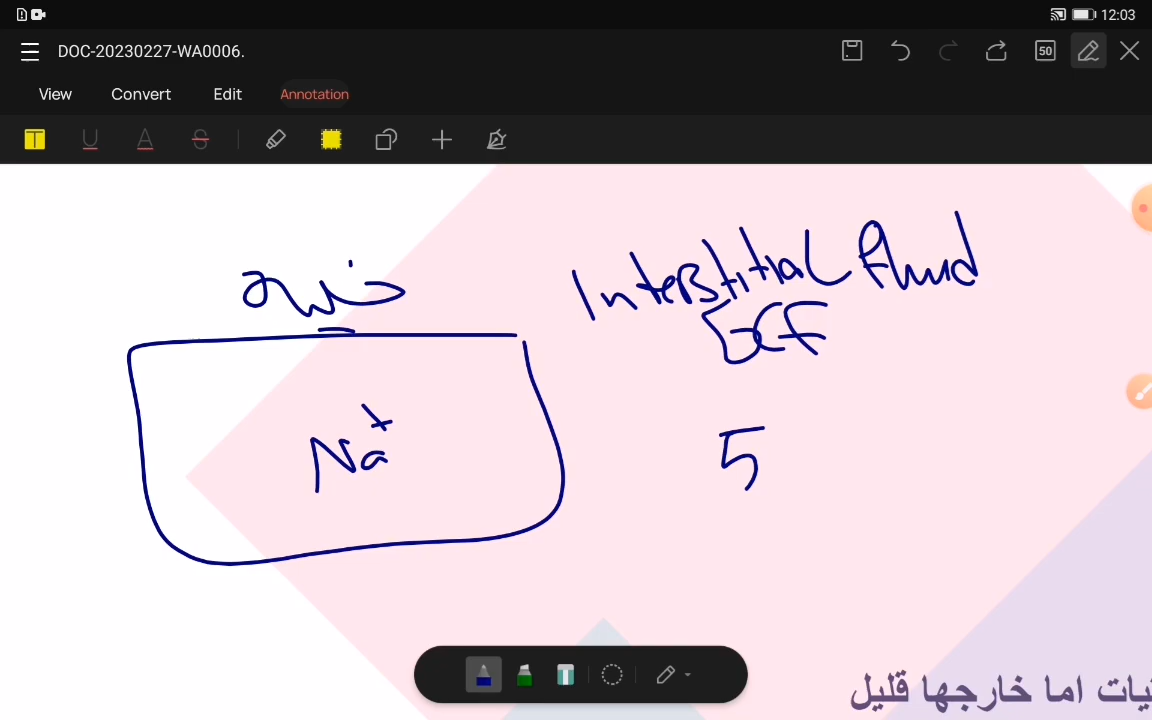 12:03
DOC-20230227-WA0006.
50
View Convert Edit Annotation
T U A S
Interstitial fluid
ECF
Na+
5
يات اما خارجها قليل